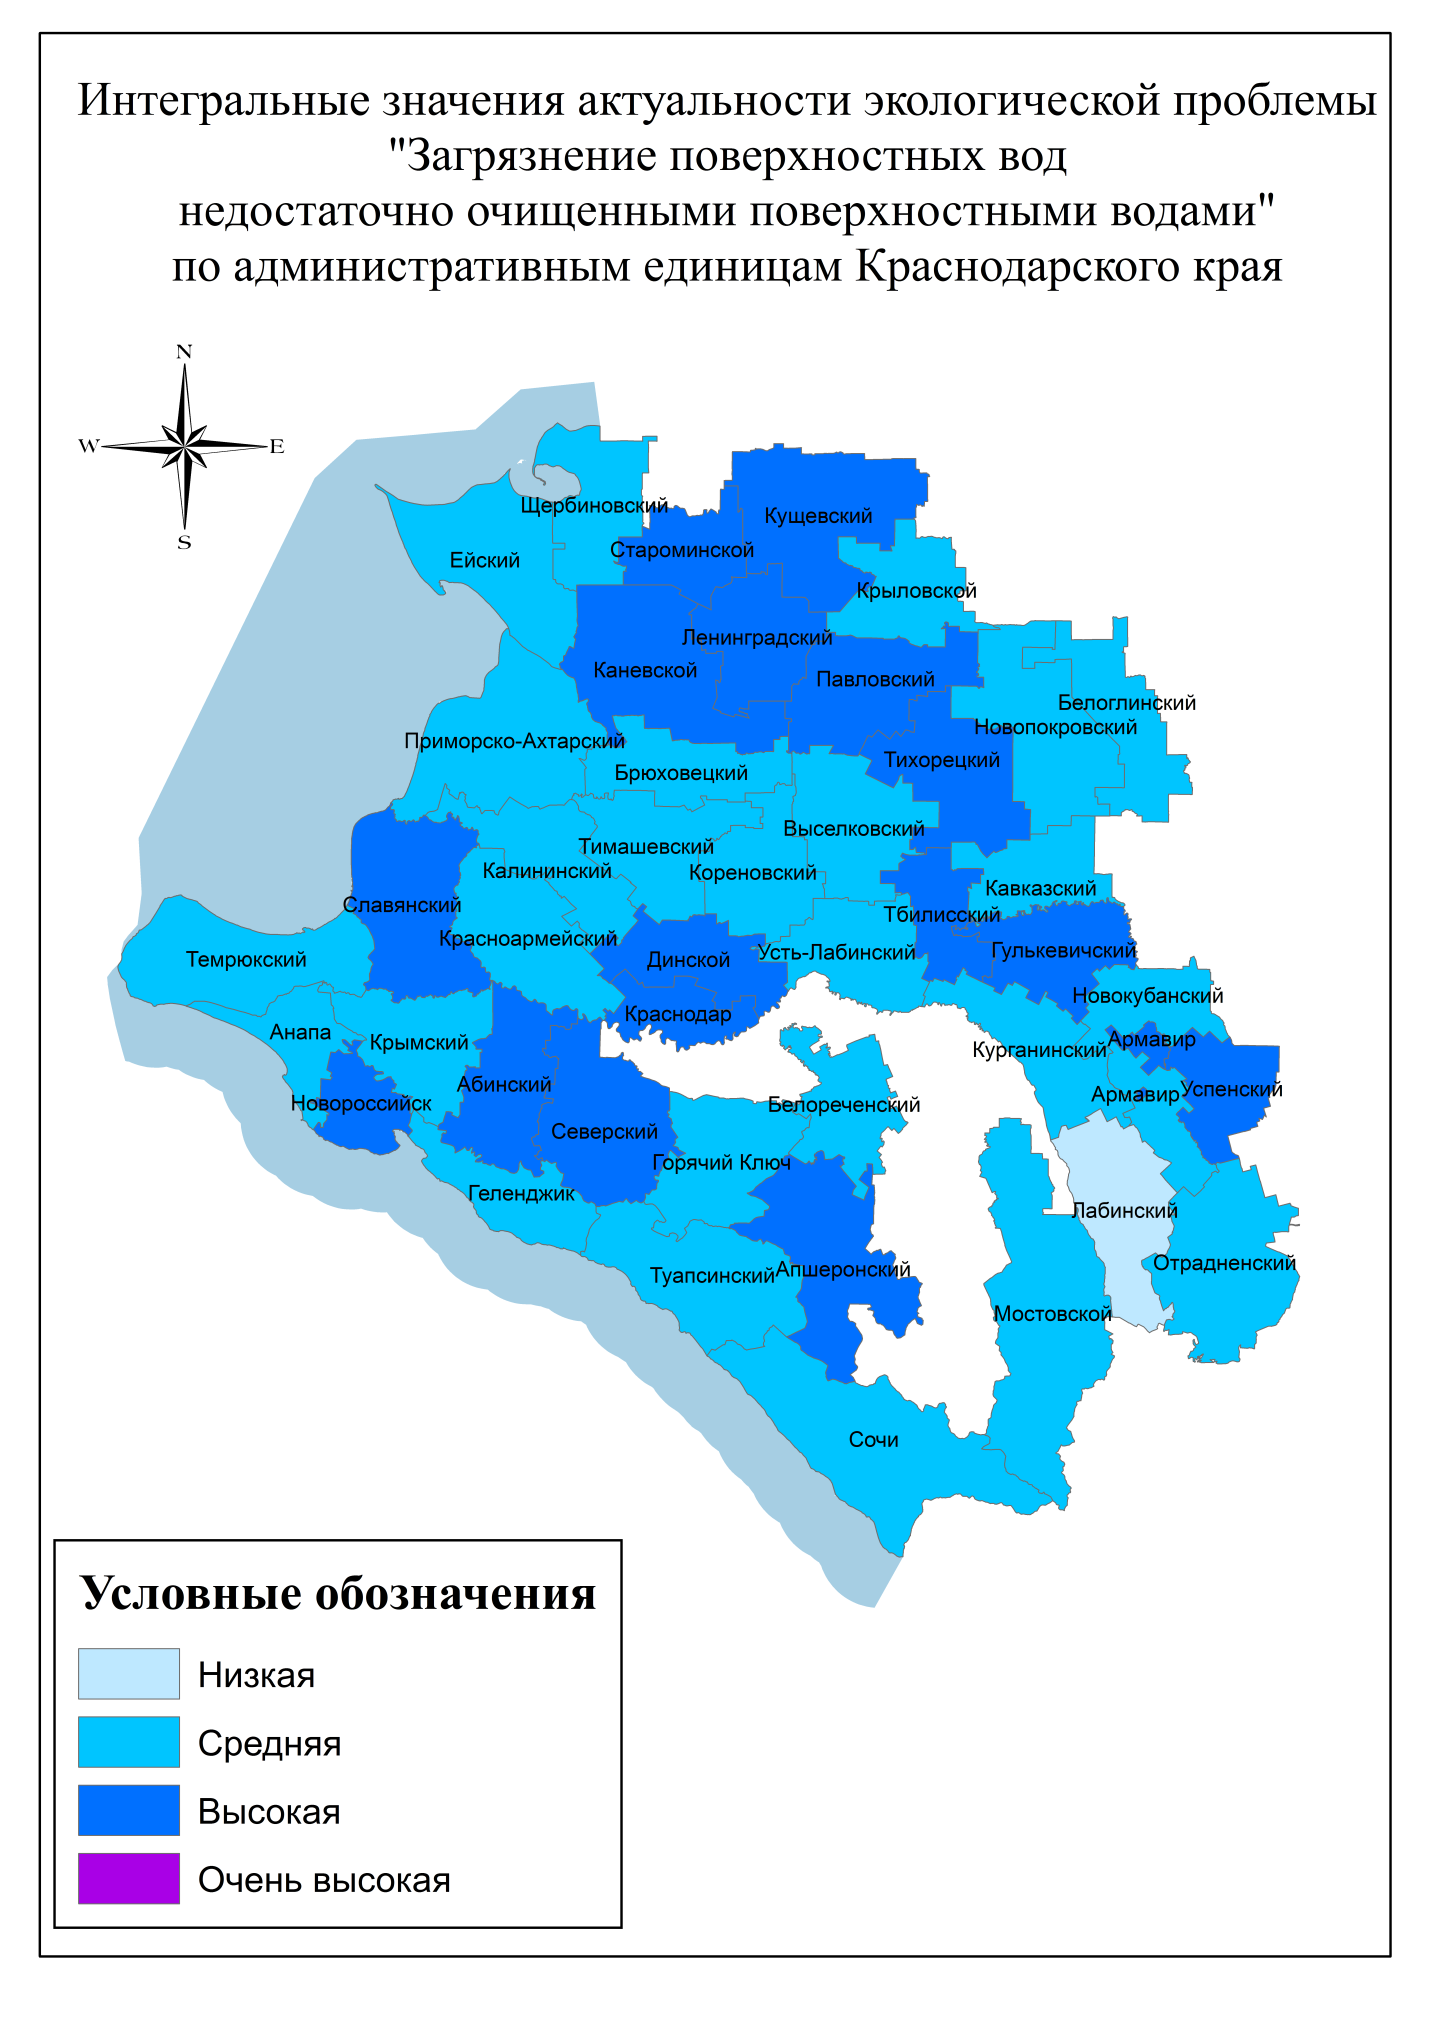 Интегральные значения актуальности экологической проблемы
"Загрязнение поверхностных вод
недостаточно очищенными поверхностными водами"
по административным единицам Краснодарского края
N
W
E
S
Щербиновский
Кущевский
Староминской
Ейский
Крыловской
Ленинградский
Каневской
Павловский
Белоглинский
Новопокровский
Приморско-Ахтарский
Тихорецкий
Брюховецкий
Выселковский
Тимашевский
Калининский
Кореновский
Кавказский
Славянский
Тбилисский
Красноармейский
Гулькевичский
Усть-Лабинский
Темрюкский
Динской
Новокубанский
Краснодар
Анапа
Крымский
Армавир
Курганинский
Абинский
Успенский
Армавир
Новороссийск
Белореченский
Северский
Горячий Ключ
Геленджик
Лабинский
Отрадненский
Апшеронский
Туапсинский
Мостовской
Сочи
Условные обозначения
Низкая
Средняя
Высокая
Очень высокая